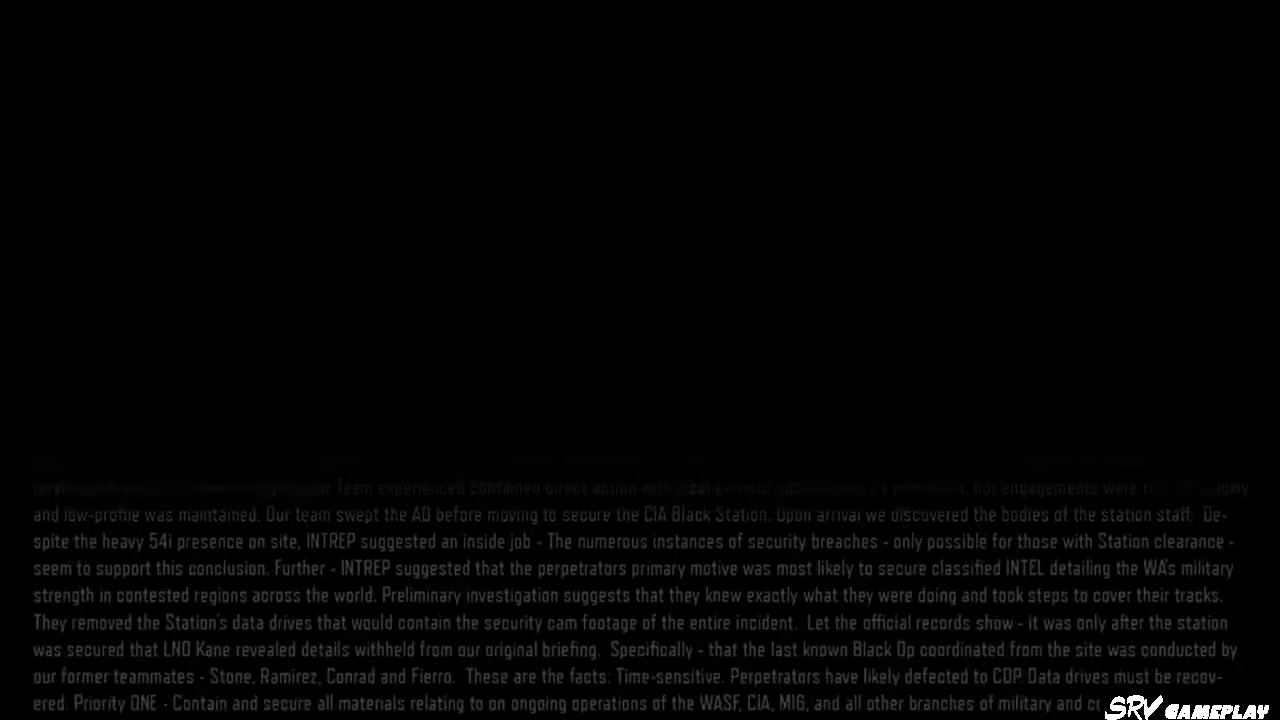 Team experienced contained direct action with but engagements were quickly
and low-profile was maintained. Our team swept the AO before moving to secure the CIA Black Station. Upon arrival we discovered the bodies of the station staff. De-
spite the heavy 54i presence on site, INTREP suggested an inside job - The numerous instances of security breaches - only possible for those with Station clearance -
seem to support this conclusion. Further - INTREP suggested that the perpetrators primary motive was most likely to secure classified INTEL detailing the WA's military
strength in contested regions across the world. Preliminary investigation suggests that they knew exactly what they were doing and took steps to cover their tracks.
They removed the Station's data drives that would contain the security cam footage of the entire incident. Let the official records show - it was only after the station
was secured that LNO Kane revealed details withheld from our original briefing. Specifically - that the last known Black Op coordinated from the site was conducted by
our former teammates - Stone, Ramirez, Conrad and Fierro. These are the facts: Time-sensitive. Perpetrators have likely defected to CDP Data drives must be recov-
ered. Priority ONE - Contain and secure all materials relating to on ongoing operations of the WASF, CIA, MI6, and all other branches of military and
SRV GAMEPLAY